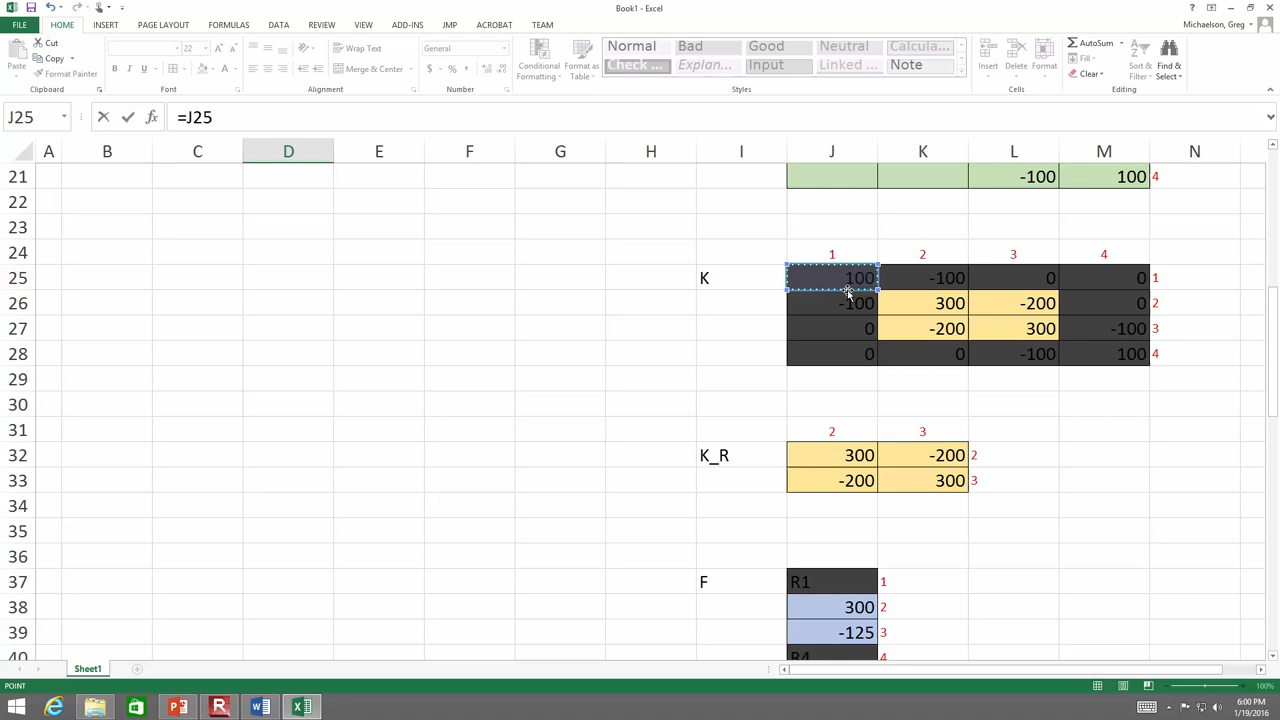 Book1 - Excel
? 
Michaelson, Greg
FILE HOME INSERT PAGE LAYOUT FORMULAS DATA REVIEW VIEW ADD-INS JMP ACROBAT TEAM
Paste
Cut
Copy
Format Painter
Clipboard
22 A A
B I U A
Font
Wrap Text
Merge & Center
Alignment
General
$ % ,
Number
Conditional Formatting
Format as Table
Normal Bad Good Neutral Calcula...
Check ... Explan... Input Linked ... Note
Styles
Insert Delete Format
Cells
AutoSum
Fill
Clear
Sort & Filter
Find & Select
Editing
J25 fx =J25
A B C D E F G H I J K L M N
21 -100 100 4
22
23
24 1 2 3 4
25 K 100 -100 0 0 1
26 -100 300 -200 0 2
27 0 -200 300 -100 3
28 0 0 -100 100 4
29
30
31 2 3
32 K_R 300 -200 2
33 -200 300 3
34
35
36
37 F R1 1
38 300 2
39 -125 3
40 R4 4
Sheet1
POINT 100%
6:00 PM
1/19/2016